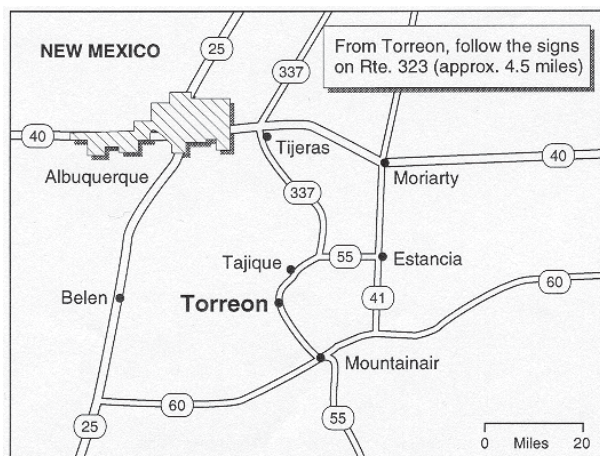 NEW MEXICO
25
337
From Torreon, follow the signs
on Rte. 323 (approx. 4.5 miles)
40
Tijeras
40
Albuquerque
Moriarty
337
Tajique
55
Estancia
Belen
Torreon
41
60
Mountainair
60
25
55
0 Miles 20